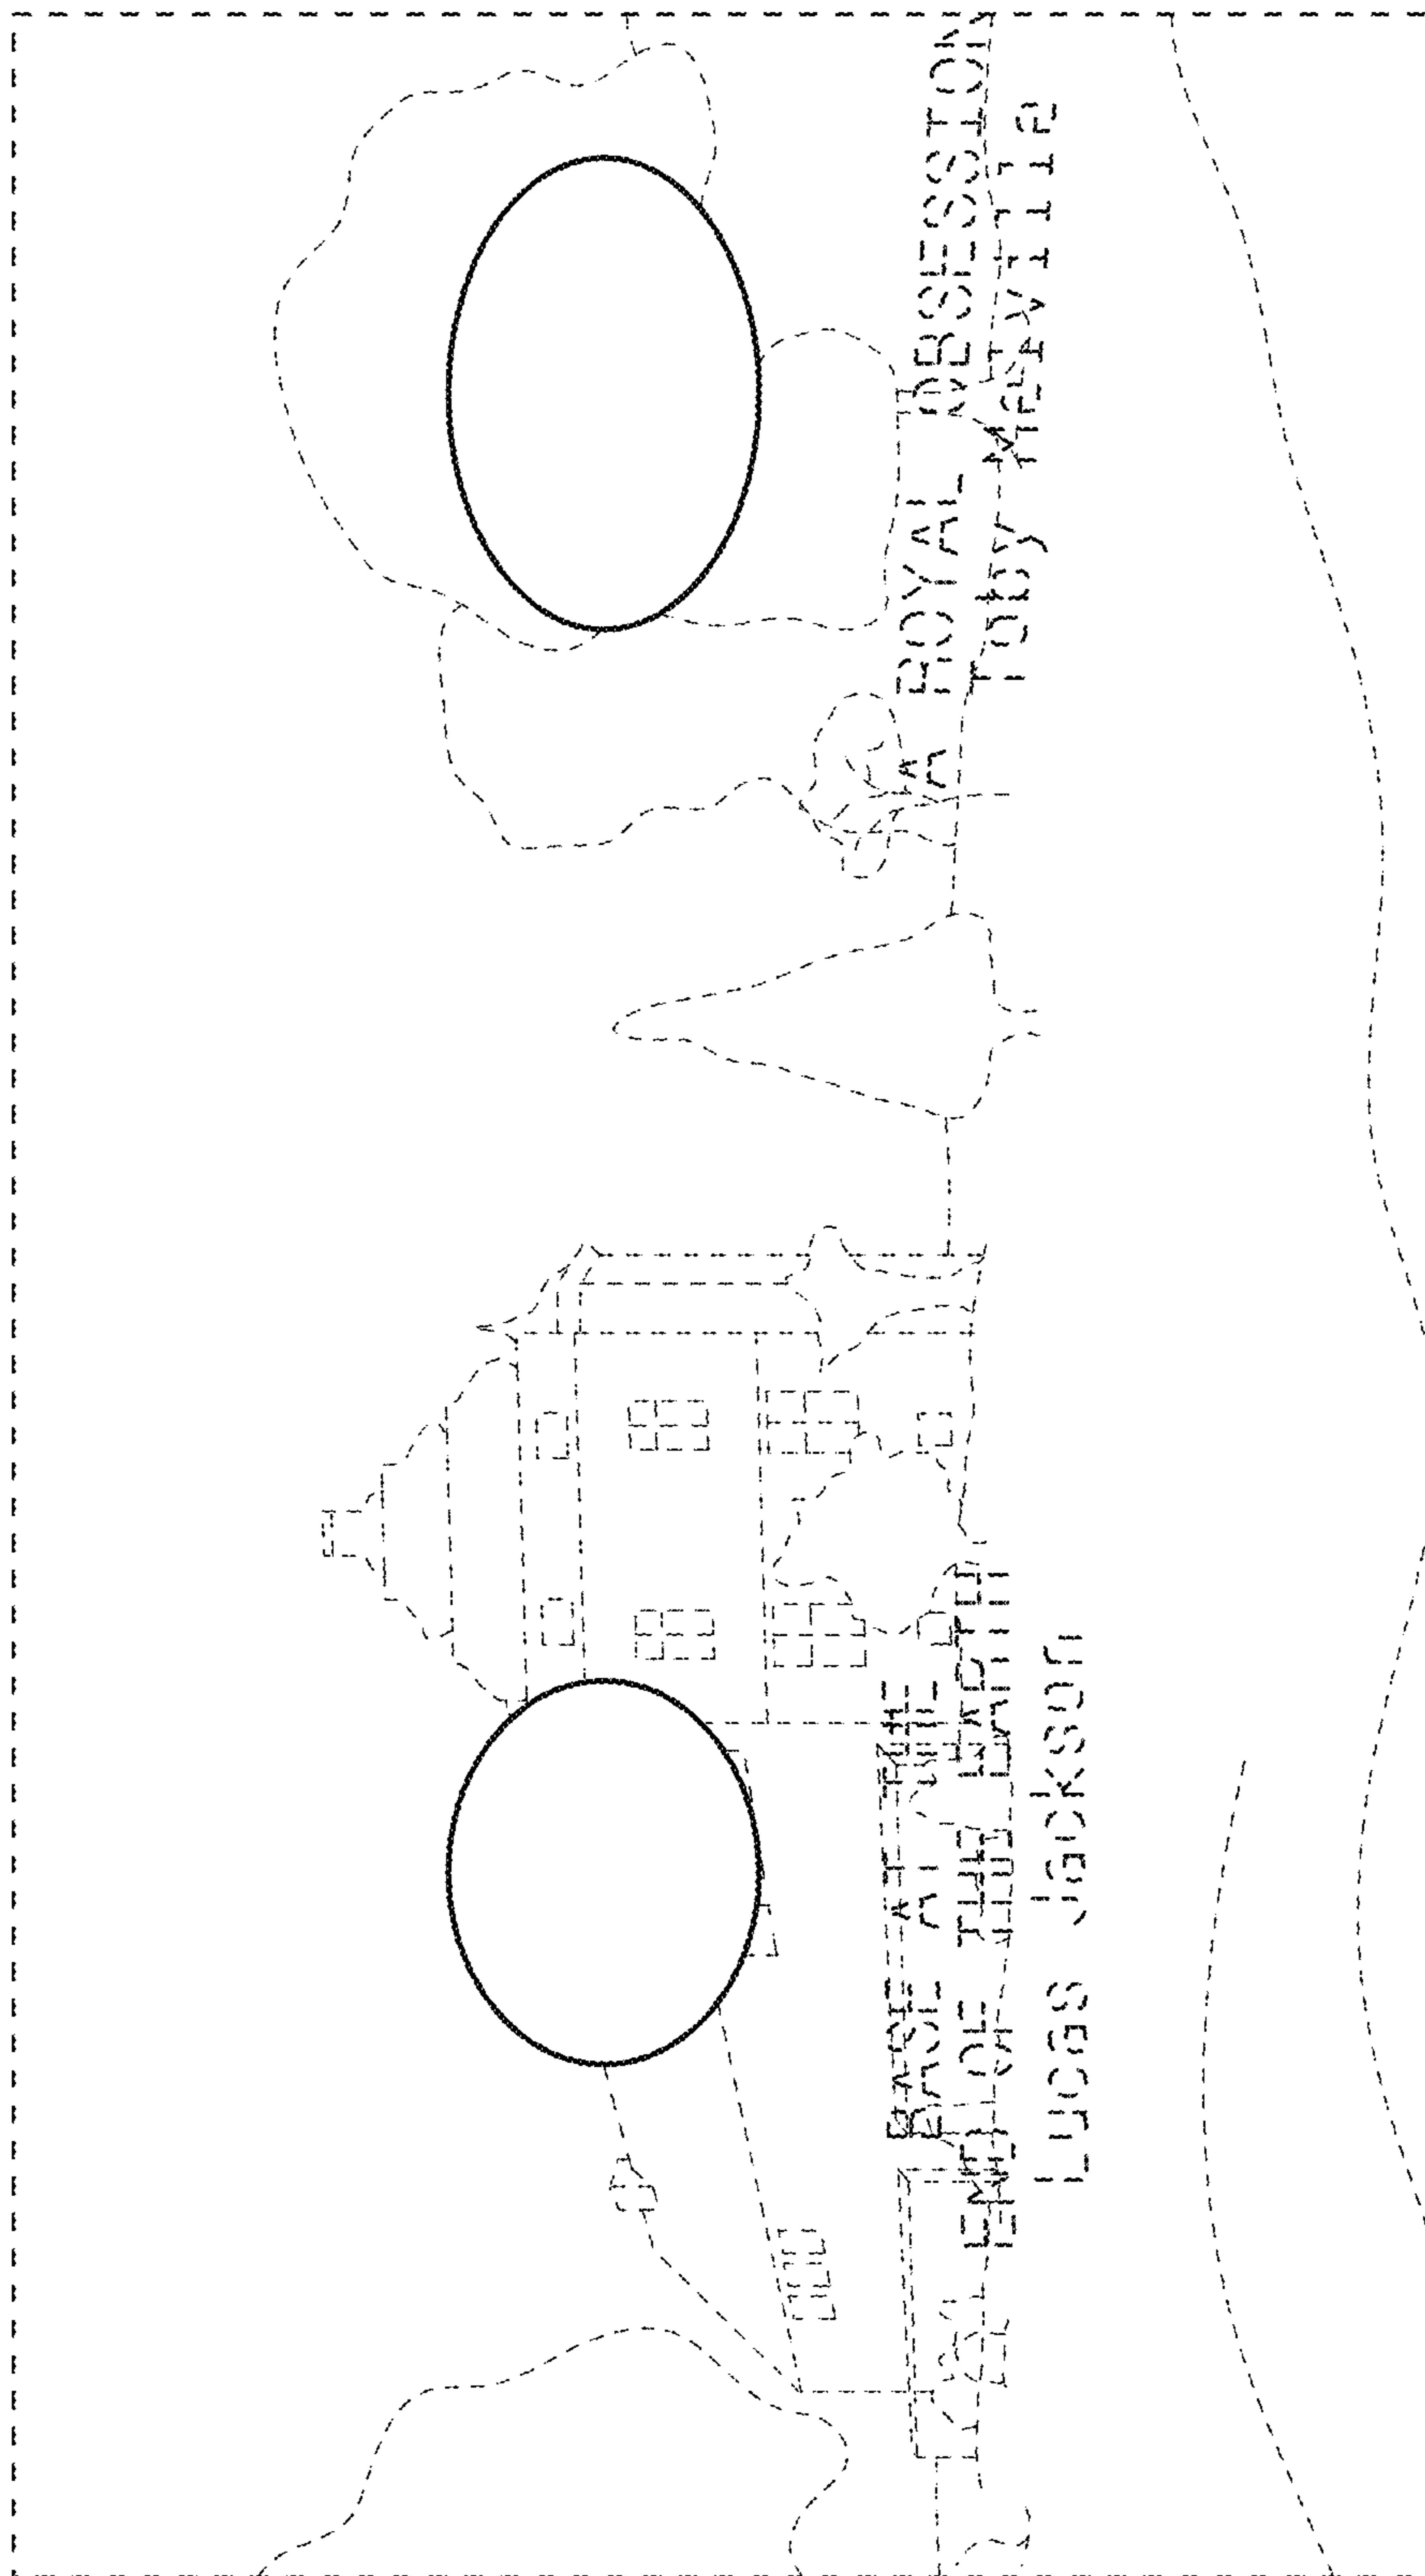 BASE AT THE
END OF THE EARTH
Lucas Jackson
A ROYAL OBSESSION
Toby Melville